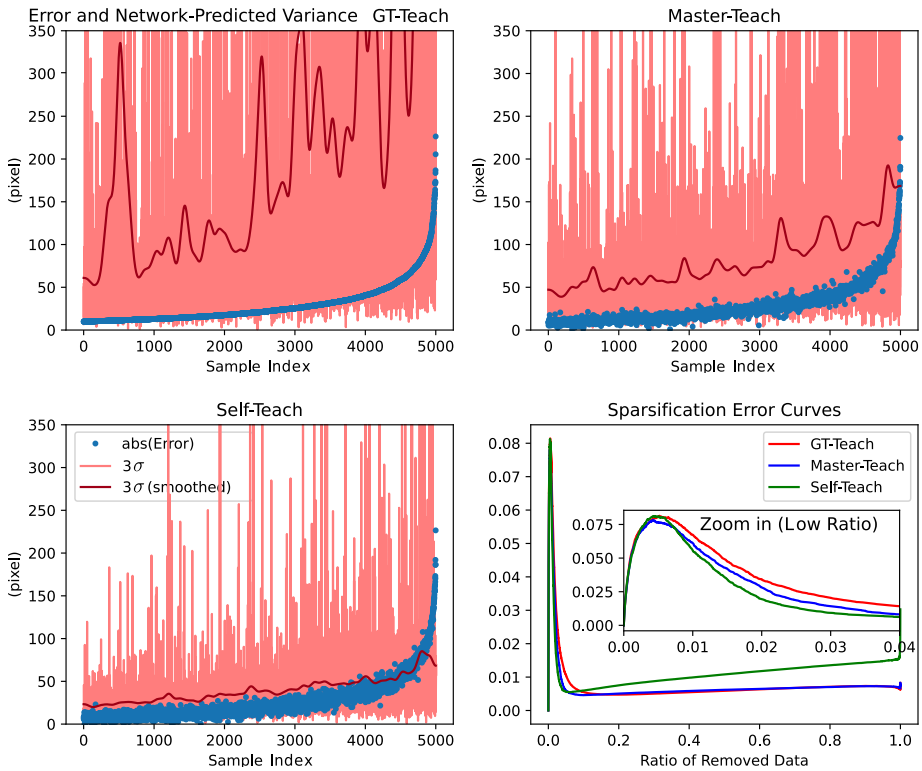 Error and Network-Predicted Variance GT-Teach
350
300
250
200
150
100
50
0
(pixel)
0 1000 2000 3000 4000 5000
Sample Index
Master-Teach
350
300
250
200
150
100
50
0
(pixel)
0 1000 2000 3000 4000 5000
Sample Index
Self-Teach
350
300
250
200
150
100
50
0
(pixel)
abs(Error)
3σ
3σ (smoothed)
0 1000 2000 3000 4000 5000
Sample Index
Sparsification Error Curves
0.08
0.07
0.06
0.05
0.04
0.03
0.02
0.01
0.00
GT-Teach
Master-Teach
Self-Teach
Zoom in (Low Ratio)
0.075
0.050
0.025
0.000
0.00 0.01 0.02 0.03 0.04
0.0 0.2 0.4 0.6 0.8 1.0
Ratio of Removed Data